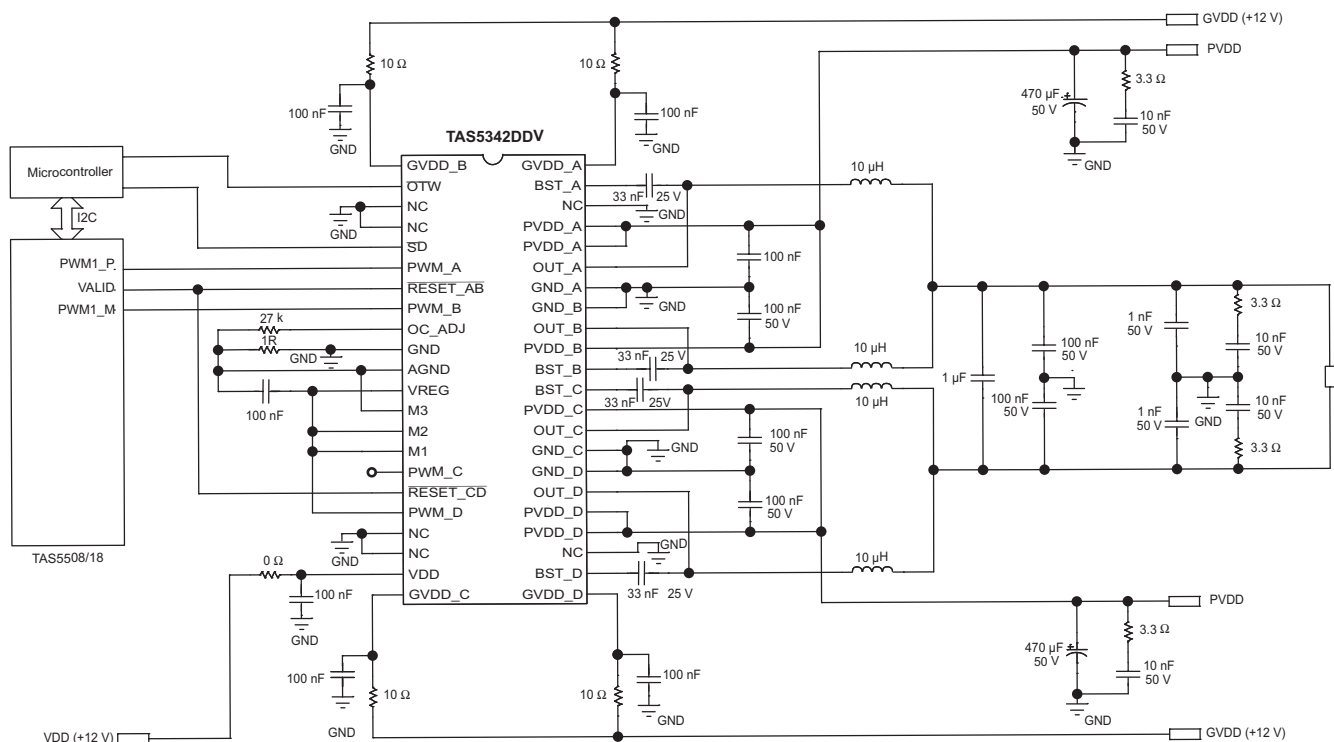 GVDD (+12 V)
PVDD
10 Ω
10 Ω
3.3 Ω
470 µF
50 V
10 nF
50 V
100 nF
100 nF
GND
GND
GND
TAS5342DDV
Microcontroller
I2C
PWM1_P
VALID
PWM1_M
TAS5508/18
GVDD_B
OTW
NC
NC
SD
PWM_A
RESET_AB
PWM_B
OC_ADJ
GND
AGND
VREG
M3
M2
M1
PWM_C
RESET_CD
PWM_D
NC
NC
VDD
GVDD_C
GVDD_A
BST_A
NC
PVDD_A
PVDD_A
OUT_A
GND_A
GND_B
OUT_B
PVDD_B
BST_B
BST_C
PVDD_C
OUT_C
GND_C
GND_D
OUT_D
PVDD_D
PVDD_D
NC
BST_D
GVDD_D
GND
27 k
1R
GND
100 nF
GND
0 Ω
100 nF
GND
33 nF 25 V
GND
10 µH
100 nF
GND
100 nF
50 V
33 nF 25 V
10 µH
33 nF 25V
10 µH
GND
100 nF
50 V
100 nF
50 V
GND
33 nF 25 V
10 µH
1 µF
100 nF
50 V
100 nF
50 V
1 nF
50 V
3.3 Ω
10 nF
50 V
GND
1 nF
50 V
10 nF
50 V
3.3 Ω
PVDD
3.3 Ω
470 µF
50 V
10 nF
50 V
GND
100 nF
GND
10 Ω
GND
10 Ω
100 nF
GND
VDD (+12 V)
GVDD (+12 V)